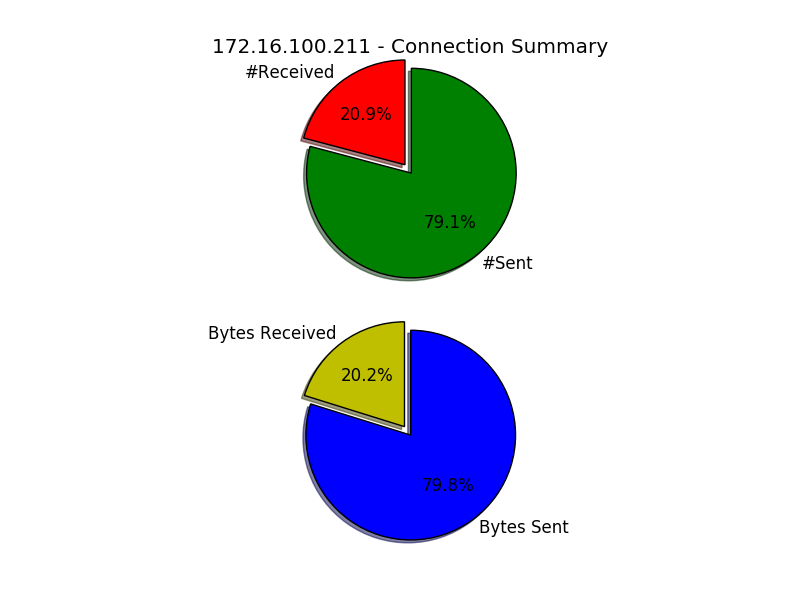 172.16.100.211 - Connection Summary
#Received
20.9%
79.1%
#Sent
Bytes Received
20.2%
79.8%
Bytes Sent